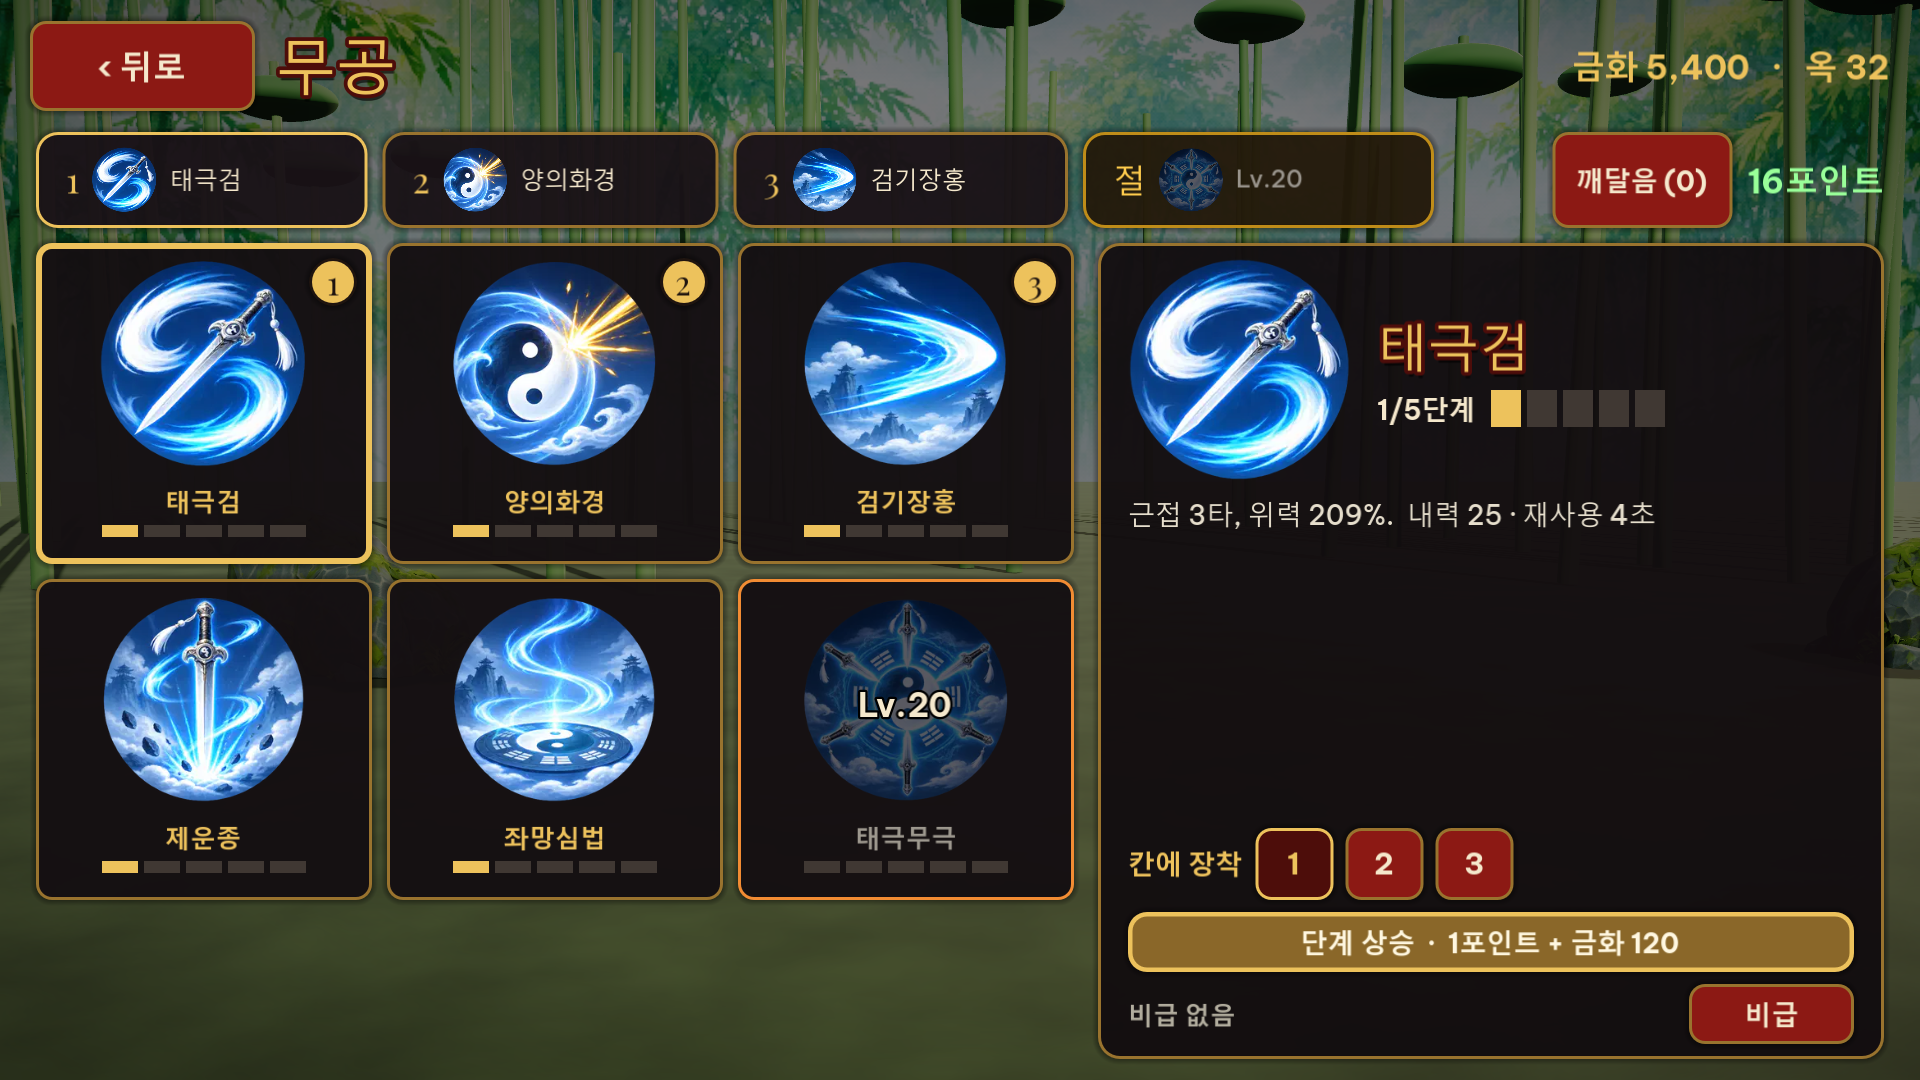 ‹ 뒤로
무공
금화 5,400 · 옥 32
1 태극검
2 양의화경
3 검기장홍
절 Lv.20
깨달음 (0)
16포인트
1
태극검
2
양의화경
3
검기장홍
제운종
좌망심법
Lv.20
태극무극
태극검
1/5단계
근접 3타, 위력 209%. 내력 25 · 재사용 4초
칸에 장착 1 2 3
단계 상승 · 1포인트 + 금화 120
비급 없음
비급